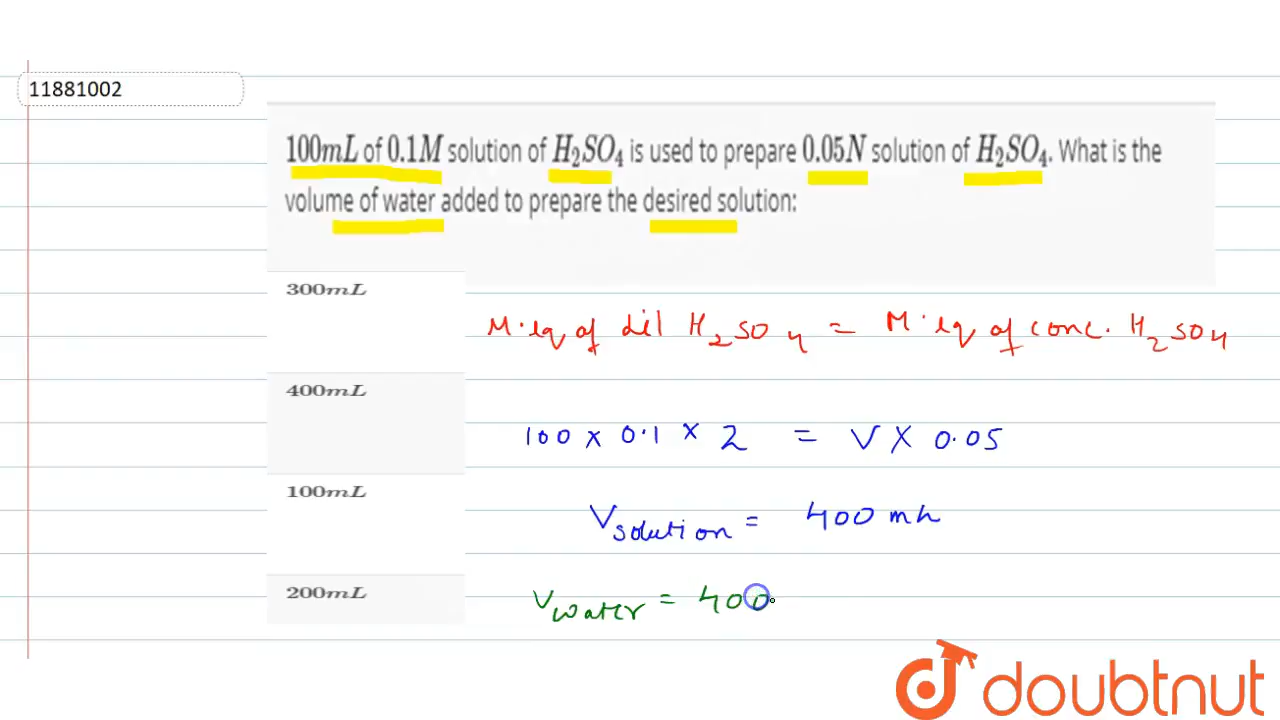 11881002
100mL of 0.1M solution of H₂SO₄ is used to prepare 0.05N solution of H₂SO₄. What is the
volume of water added to prepare the desired solution:
300mL
M.eq of dil H₂SO₄ = M.eq of conc. H₂SO₄
400mL
100 x 0.1 x 2 = V X 0.05
100mL
Vsolution = 400 mL
200mL
Vwater = 400
doubtnut